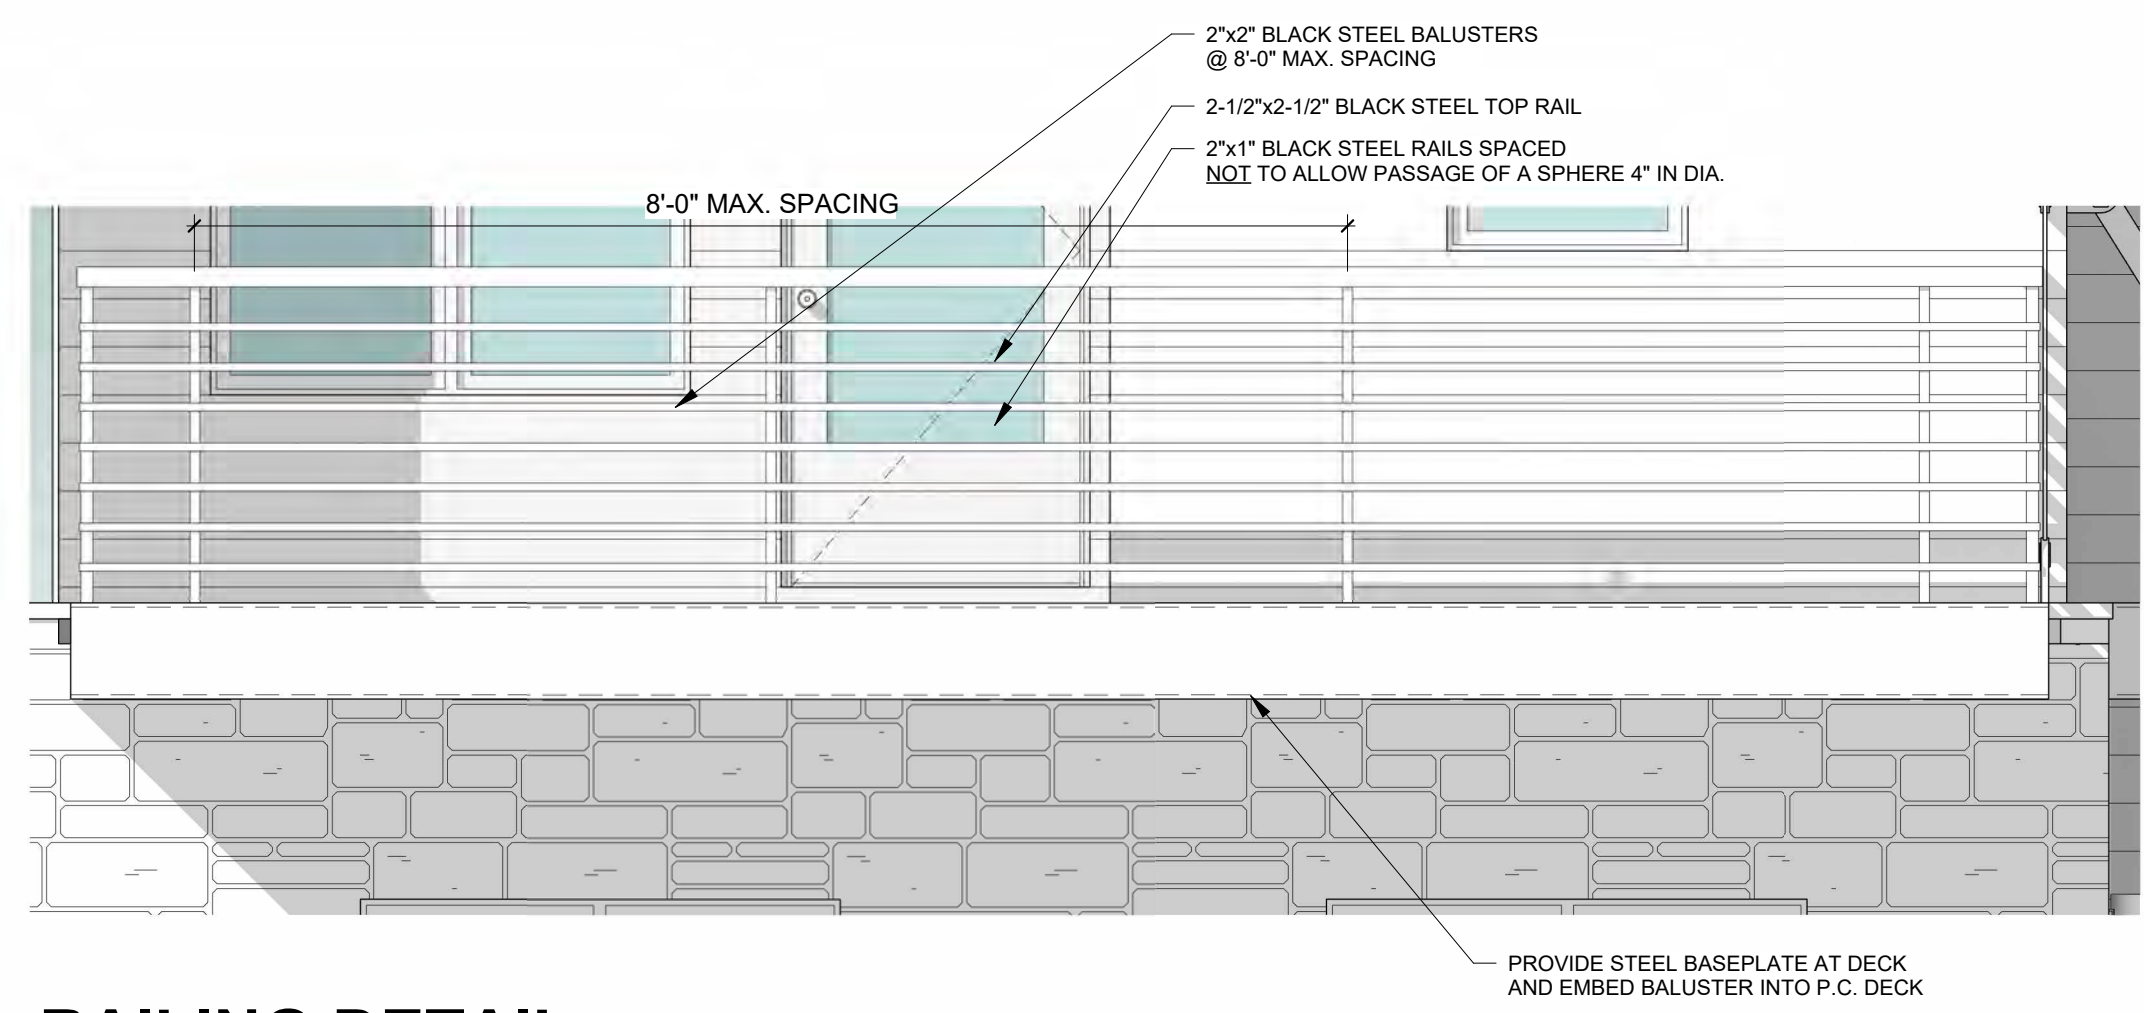 2"x2" BLACK STEEL BALUSTERS
@ 8'-0" MAX. SPACING
2-1/2"x2-1/2" BLACK STEEL TOP RAIL
2"x1" BLACK STEEL RAILS SPACED
NOT TO ALLOW PASSAGE OF A SPHERE 4" IN DIA.
8'-0" MAX. SPACING
PROVIDE STEEL BASEPLATE AT DECK
AND EMBED BALUSTER INTO P.C. DECK
RAILING DETAIL